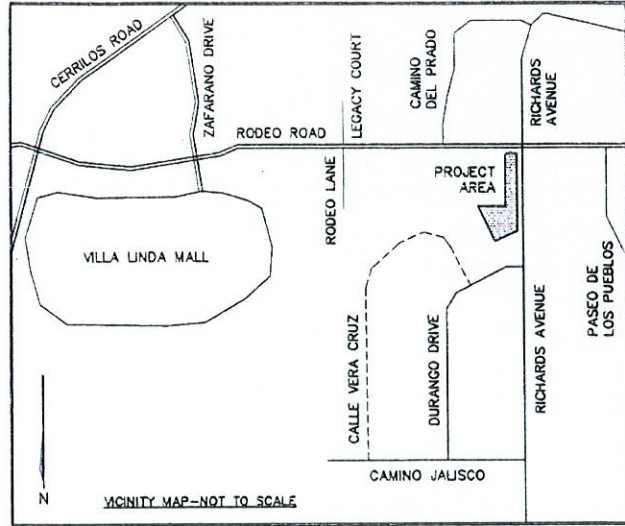 CERRILOS ROAD
ZAFARANO DRIVE
LEGACY COURT
CAMINO
DEL PRADO
RICHARDS
AVENUE
RODEO ROAD
RODEO LANE
PROJECT
AREA
VILLA LINDA MALL
PASEO DE
LOS PUEBLOS
CALLE VERA CRUZ
DURANGO DRIVE
RICHARDS AVENUE
CAMINO JALISCO
N
VICINITY MAP-NOT TO SCALE